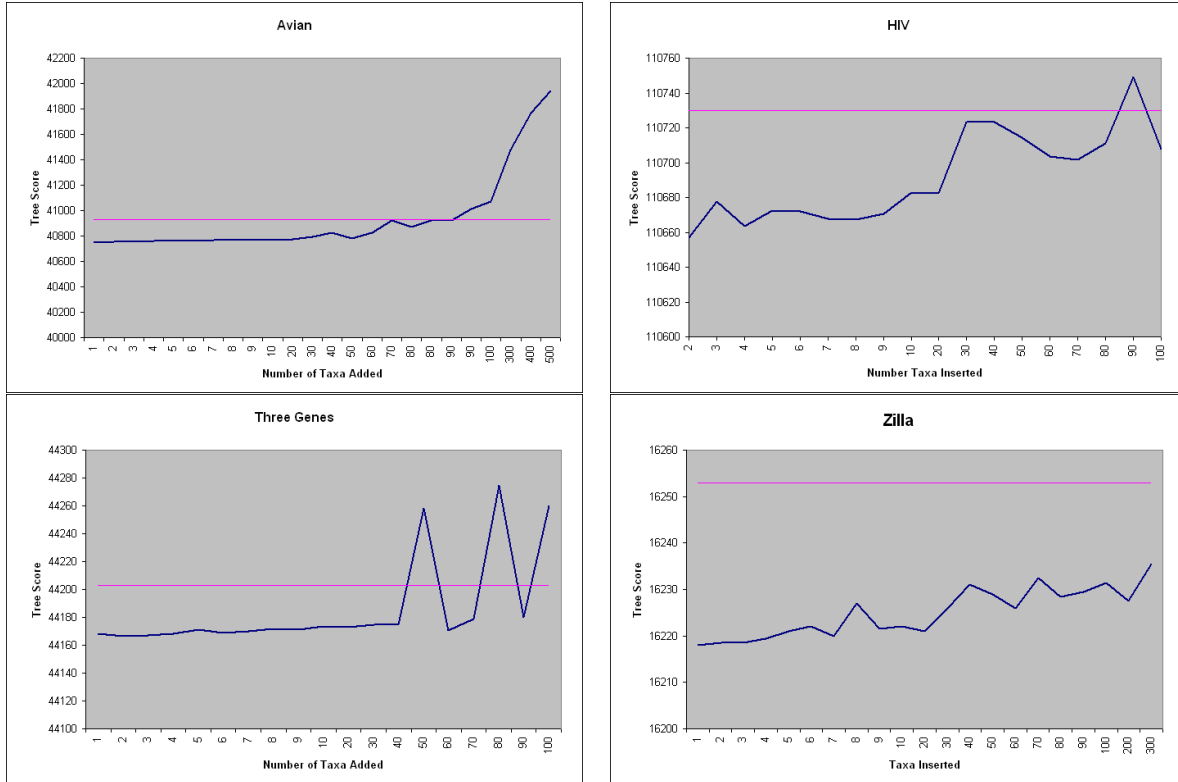 Avian
42200
42000
41800
41600
41400
41200
41000
40800
40600
40400
40200
40000
Tree Score
1 2 3 4 5 6 7 8 9 10 20 30 40 50 60 70 80 80 90 90 100 300 400 500
Number of Taxa Added
HIV
110760
110740
110720
110700
110680
110660
110640
110620
110600
Tree Score
2 3 4 5 6 7 8 9 10 20 30 40 50 60 70 80 90 100
Number Taxa Inserted
Three Genes
44300
44280
44260
44240
44220
44200
44180
44160
44140
44120
44100
Tree Score
1 2 3 4 5 6 7 8 9 10 20 30 40 50 60 70 80 90 100
Number of Taxa Added
Zilla
16260
16250
16240
16230
16220
16210
16200
Tree Score
1 2 3 4 5 6 7 8 9 10 20 30 40 50 60 70 80 90 100 200 300
Taxa Inserted